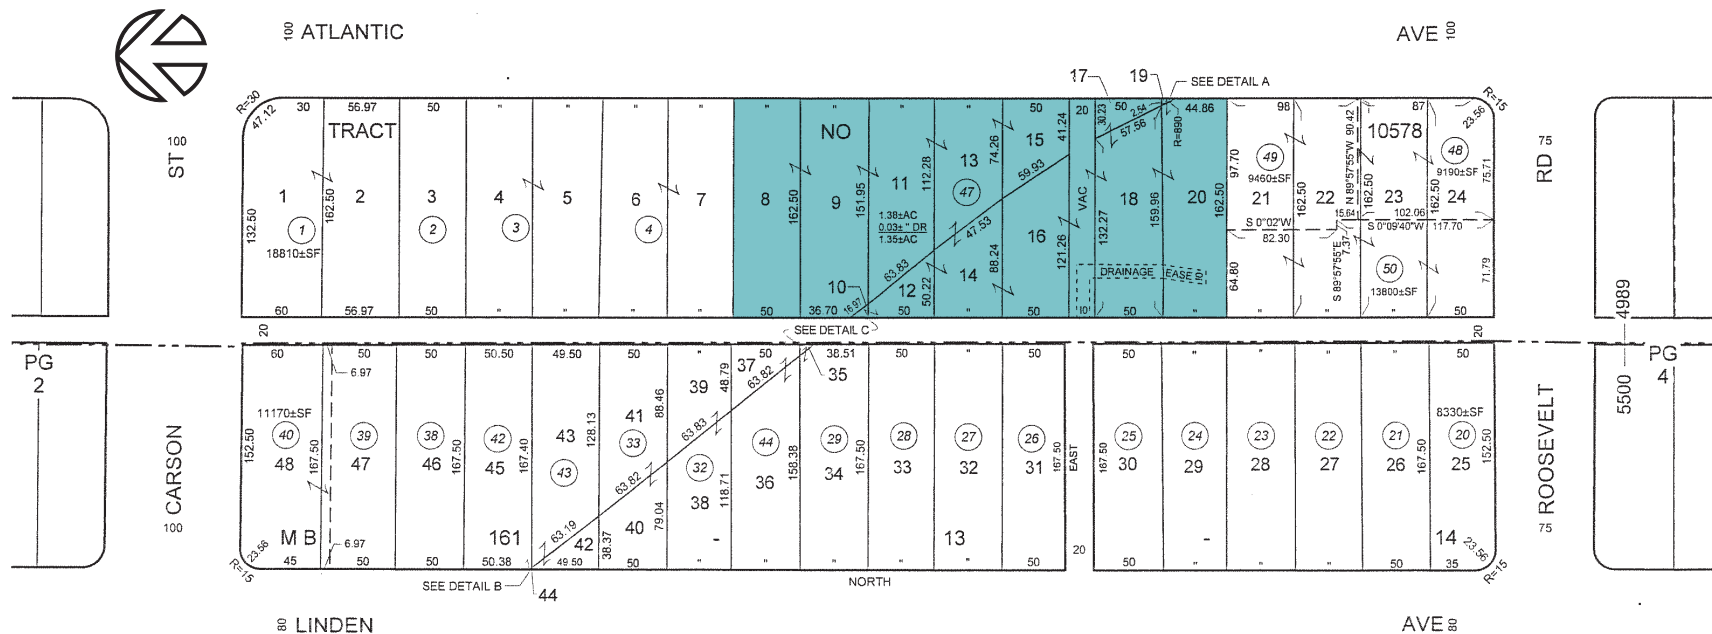 100 ATLANTIC AVE 100
17 19 SEE DETAIL A
R=30 47.12 30 56.97 50 " " " " " " " " 50 20 50 2.54 44.86 98 " " 87 23.56 R=15
TRACT NO 10578
ST 100
RD 75
30.23 57.56 R=890
41.24 15 74.26 13 112.28 11 59.93
1 2 3 4 5 6 7 8 9 16 18 20 21 22 23 24
132.50 162.50 162.50 151.95 47 VAC 132.27 159.96 162.50 97.70 162.50 162.50 162.50 75.71
49 9460±SF N 89°57'55"W 90.42 48 9190±SF
1 2 3 4
18810±SF
1.38±AC
0.03± " DR
1.35±AC
47.53 121.26 88.24 14
S 0°02'W 82.30 15.64 102.06 S 0°09'40"W 117.70
63.83 12 50.22 10 16.97
DRAINAGE EASE 10
10
64.80 S 89°57'55"E 7.37 50 13800±SF 71.79
60 56.97 50 " " " " 50 36.70 50 " " 50 " 50 " " " 50
20 SEE DETAIL C 20
5500 4989
PG 2
PG 4
60 50 50 50.50 49.50 50 " 50 38.51 50 " " 50 50 " " " " 50
6.97 37 63.82 35
39 48.79
11170±SF 41 88.46 8330±SF
40 39 38 42 43 33 63.83 44 29 28 27 26 25 24 23 22 21 20
152.50 48 167.50 47 46 167.50 45 167.40 43 128.13 32 36 158.38 34 167.50 33 32 31 167.50 EAST 167.50 30 29 28 27 26 167.50 25 152.50
63.82 38 118.71
CARSON 100
ROOSEVELT 75
M B 161 - 13 - 14
63.19 42 38.37 40 79.04
R=15 23.56 45 6.97 50 50 50.38 49.50 50 " " " " " 50 20 50 " " " 50 35 23.56 R=15
SEE DETAIL B 44 NORTH
80 LINDEN AVE 80